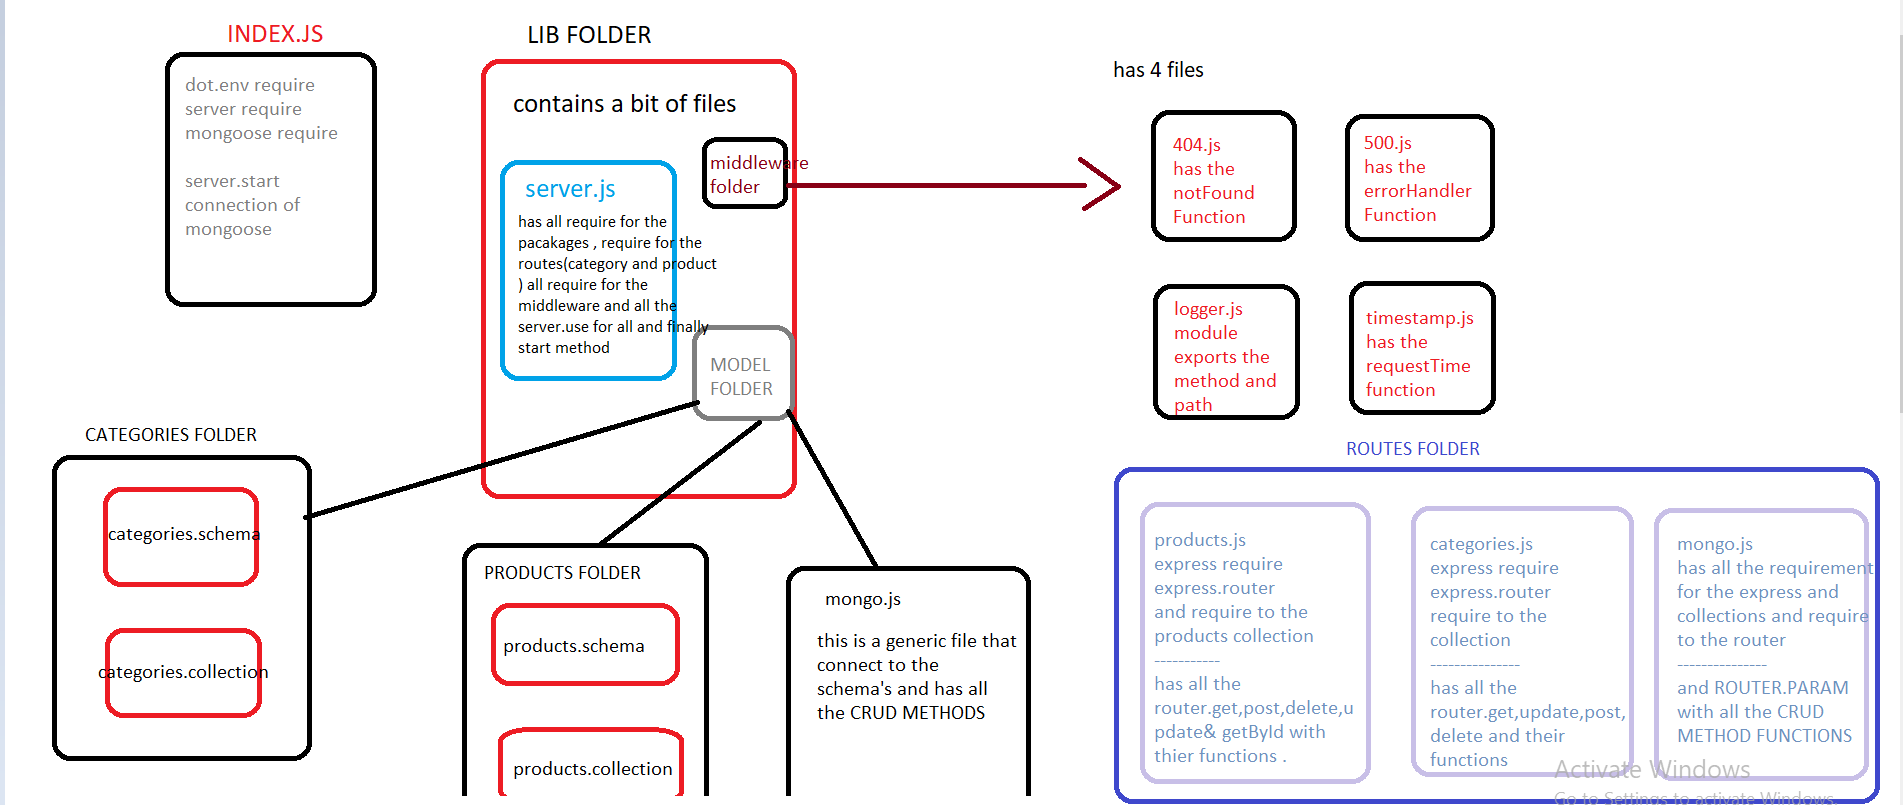 INDEX.JS
dot.env require
server require
mongoose require
server.start
connection of
mongoose
LIB FOLDER
contains a bit of files
middleware
folder
server.js
has all require for the
pacakages , require for the
routes(category and product
) all require for the
middleware and all the
server.use for all and finally
start method
MODEL
FOLDER
has 4 files
404.js
has the
notFound
Function
500.js
has the
errorHandler
Function
logger.js
module
exports the
method and
path
timestamp.js
has the
requestTime
function
CATEGORIES FOLDER
categories.schema
categories.collection
PRODUCTS FOLDER
products.schema
products.collection
mongo.js
this is a generic file that
connect to the
schema's and has all
the CRUD METHODS
ROUTES FOLDER
products.js
express require
express.router
and require to the
products collection
-----------
has all the
router.get,post,delete,u
pdate& getById with
thier functions .
categories.js
express require
express.router
require to the
collection
---------------
has all the
router.get,update,post,
delete and their
functions
mongo.js
has all the requirement
for the express and
collections and require
to the router
---------------
and ROUTER.PARAM
with all the CRUD
METHOD FUNCTIONS
Activate Windows
Go to Settings to activate Windows.